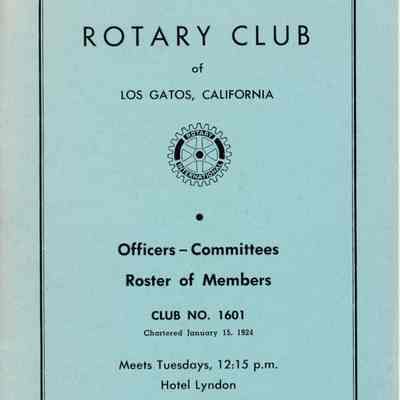 ROTARY CLUB
of
LOS GATOS, CALIFORNIA
ROTARY
INTERNATIONAL
Officers – Committees
Roster of Members
CLUB NO. 1601
Chartered January 15, 1924
Meets Tuesdays, 12:15 p.m.
Hotel Lyndon